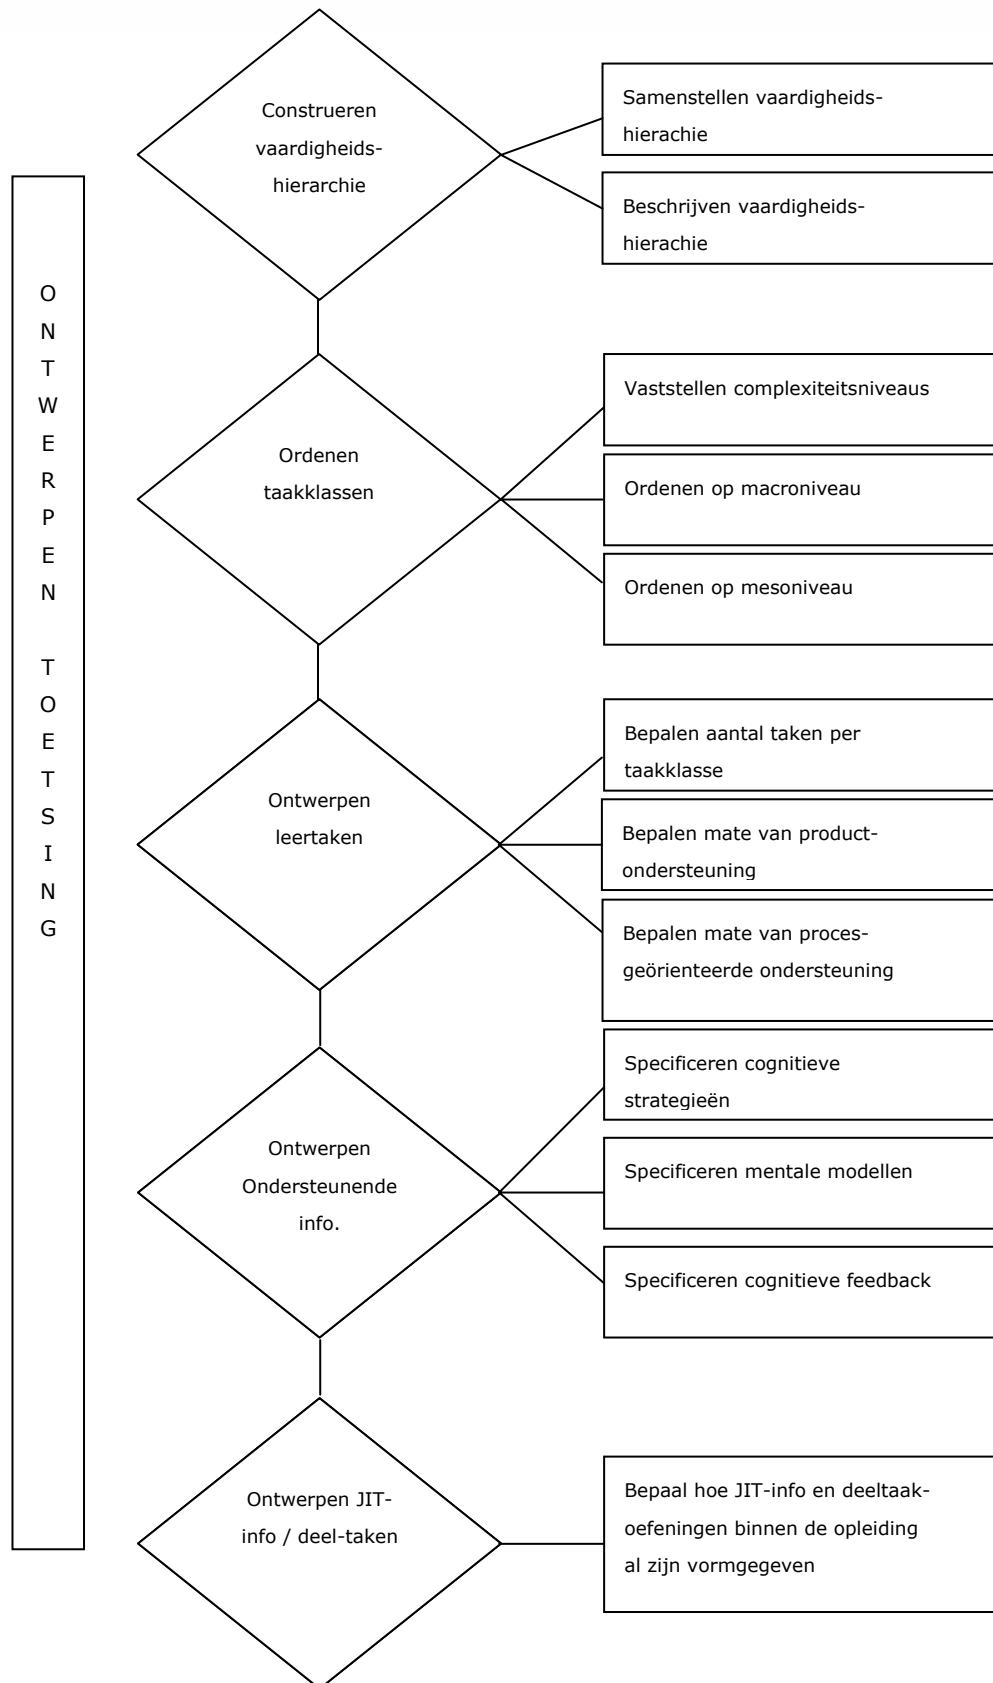 Construeren
vaardigheids-
hierarchie
Samenstellen vaardigheids-
hierachie
Beschrijven vaardigheids-
hierachie
ONTWERPEN TOETSING
Ordenen
taakklassen
Vaststellen complexiteitsniveaus
Ordenen op macroniveau
Ordenen op mesoniveau
Ontwerpen
leertaken
Bepalen aantal taken per
taakklasse
Bepalen mate van product-
ondersteuning
Bepalen mate van proces-
geörienteerde ondersteuning
Ontwerpen
Ondersteunende
info.
Specificeren cognitieve
strategieën
Specificeren mentale modellen
Specificeren cognitieve feedback
Ontwerpen JIT-
info / deel-taken
Bepaal hoe JIT-info en deeltaak-
oefeningen binnen de opleiding
al zijn vormgegeven